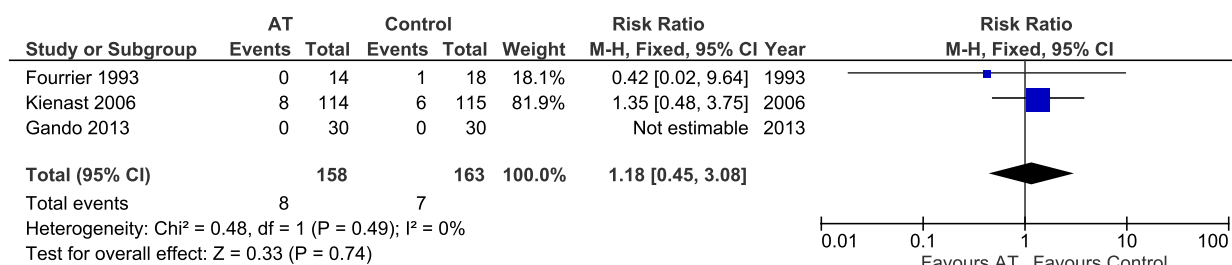 AT Control Risk Ratio Risk Ratio
Study or Subgroup Events Total Events Total Weight M-H, Fixed, 95% CI Year M-H, Fixed, 95% CI
Fourrier 1993 0 14 1 18 18.1% 0.42 [0.02, 9.64] 1993
Kienast 2006 8 114 6 115 81.9% 1.35 [0.48, 3.75] 2006
Gando 2013 0 30 0 30 Not estimable 2013
Total (95% CI) 158 163 100.0% 1.18 [0.45, 3.08]
Total events 8 7
Heterogeneity: Chi² = 0.48, df = 1 (P = 0.49); I² = 0%
Test for overall effect: Z = 0.33 (P = 0.74)
0.01 0.1 1 10 100
Favours AT Favours Control